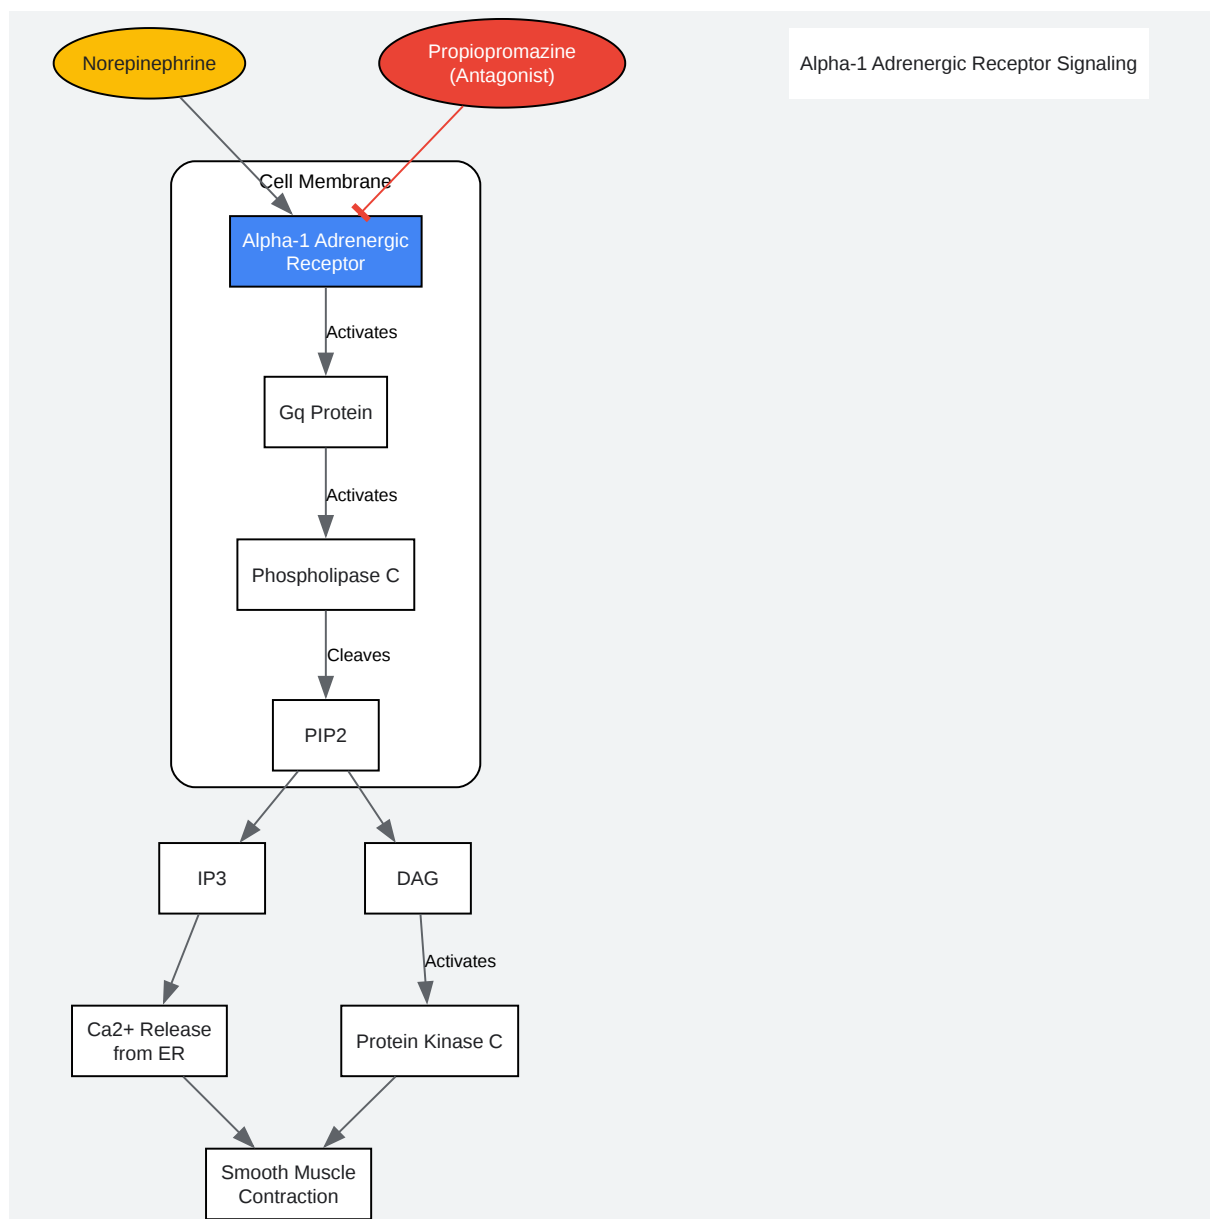 Norepinephrine
Propiopromazine
(Antagonist)
Alpha-1 Adrenergic Receptor Signaling
Cell Membrane
Alpha-1 Adrenergic
Receptor
Activates
Gq Protein
Activates
Phospholipase C
Cleaves
PIP2
IP3
DAG
Activates
Ca2+ Release
from ER
Protein Kinase C
Smooth Muscle
Contraction